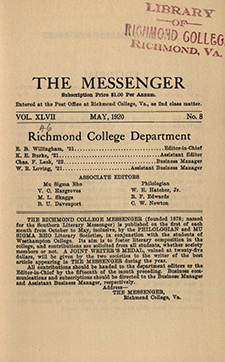 LIBRARY
OF
RICHMOND COLLEGE
RICHMOND, VA.
THE MESSENGER
Subscription Price $1.00 Per Annum.
Entered at the Post Office at Richmond College, Va., as 2nd class matter.
VOL. XLVII MAY, 1920 No. 8
46
Richmond College Department
R. B. Willingham, '21 Editor-in-Chief
K. E. Burke, '21 Assistant Editor
Chas. F. Leek, '22 Business Manager
W. R. Loving, '21 Assistant Business Manager
ASSOCIATE EDITORS
Mu Sigma Rho Philologian
V. C. Hargroves W. E. Hatcher, Jr.
M. L. Skaggs B. F. Edwards
B. U. Davenport C. W. Newton
THE RICHMOND COLLEGE MESSENGER (founded 1878; named
for the Southern Literary Messenger) is published on the first of each
month from October to May, inclusive, by the PHILOLOGIAN and MU
SIGMA RHO Literary Societies, in conjunction with the students of
Westhampton College. Its aim is to foster literary composition in the
college, and contributions are solicited from all students, whether society
members or not. A JOINT WRITER'S MEDAL, valued at twenty-five
dollars, will be given by the two societies to the writer of the best
article appearing in THE MESSENGER during the year.
All contributions should be handed to the department editors or the
Editor-in-Chief by the fifteenth of the month preceding. Business com-
munications and subscriptions should be directed to the Business Manager
and Assistant Business Manager, respectively.
Address—
THE MESSENGER,
Richmond College, Va.